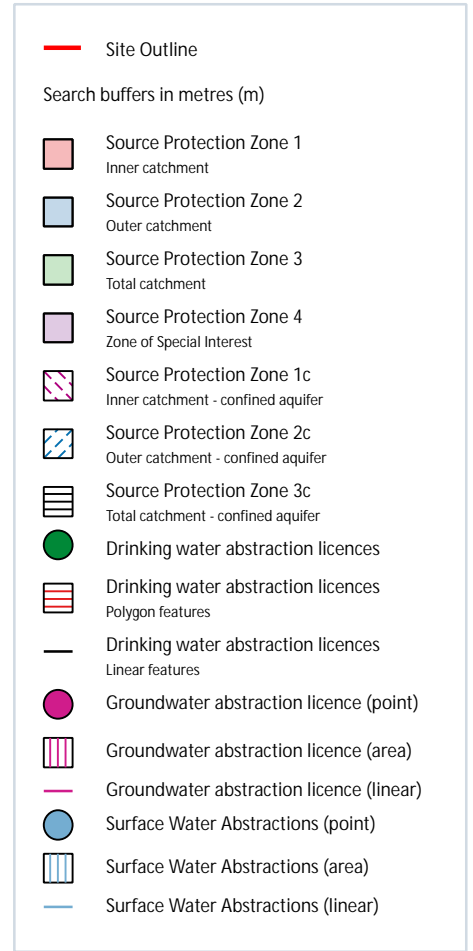 Site Outline
Search buffers in metres (m)
Source Protection Zone 1
Inner catchment
Source Protection Zone 2
Outer catchment
Source Protection Zone 3
Total catchment
Source Protection Zone 4
Zone of Special Interest
Source Protection Zone 1c
Inner catchment - confined aquifer
Source Protection Zone 2c
Outer catchment - confined aquifer
Source Protection Zone 3c
Total catchment - confined aquifer
Drinking water abstraction licences
Drinking water abstraction licences
Polygon features
Drinking water abstraction licences
Linear features
Groundwater abstraction licence (point)
Groundwater abstraction licence (area)
Groundwater abstraction licence (linear)
Surface Water Abstractions (point)
Surface Water Abstractions (area)
Surface Water Abstractions (linear)